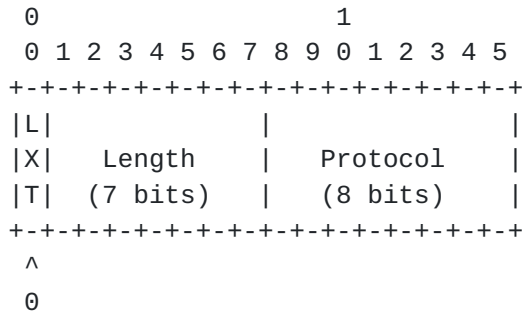 0                   1
 0 1 2 3 4 5 6 7 8 9 0 1 2 3 4 5
+-+-+-+-+-+-+-+-+-+-+-+-+-+-+-+-+
|L|             |               |
|X|   Length    |   Protocol    |
|T|  (7 bits)   |   (8 bits)    |
+-+-+-+-+-+-+-+-+-+-+-+-+-+-+-+-+
 ^
 0